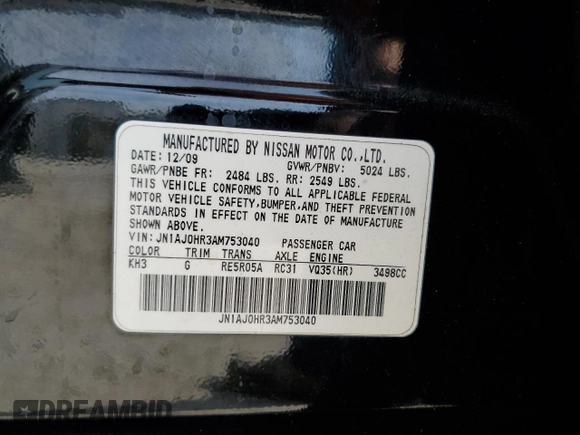 MANUFACTURED BY NISSAN MOTOR CO.,LTD.
DATE: 12/09 GVWR/PNBV: 5024 LBS.
GAWR/PNBE FR: 2484 LBS. RR: 2549 LBS.
THIS VEHICLE CONFORMS TO ALL APPLICABLE FEDERAL
MOTOR VEHICLE SAFETY,BUMPER,AND THEFT PREVENTION
STANDARDS IN EFFECT ON THE DATE OF MANUFACTURE
SHOWN ABOVE.
VIN: JN1AJ0HR3AM753040 PASSENGER CAR
COLOR TRIM TRANS AXLE ENGINE
KH3 G RE5R05A RC31 VQ35(HR) 3498CC
JN1AJ0HR3AM753040
DREAMBID